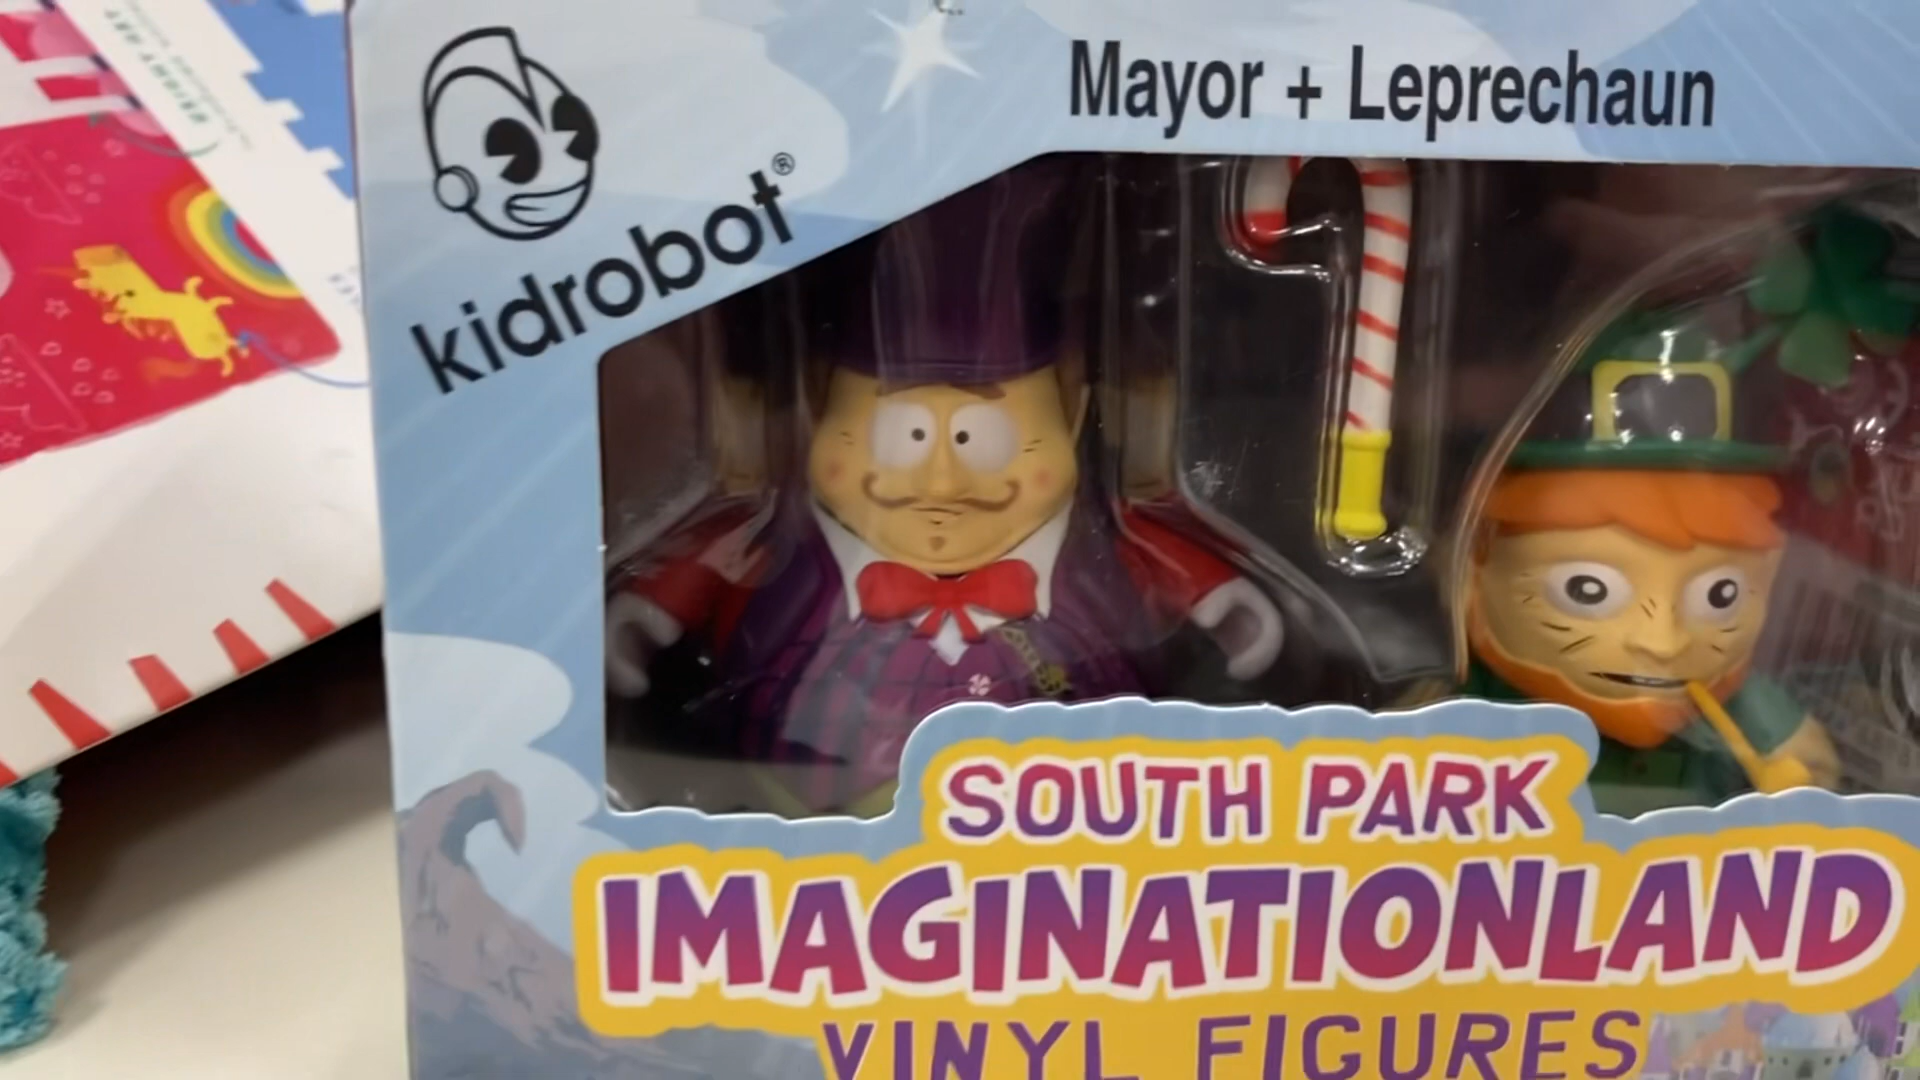 Mayor + Leprechaun
kidrobot®
SOUTH PARK
IMAGINATIONLAND
VINYL FIGURES